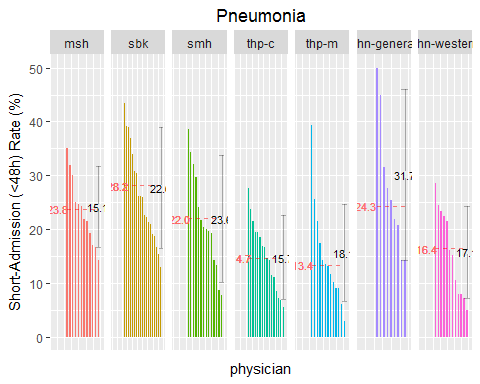 Pneumonia
msh
sbk
smh
thp-c
thp-m
hn-genera
hn-wester
Short-Admission (<48h) Rate (%)
50
40
30
20
10
0
23.8
28.2
22.0
4.7
3.4
24.3
16.4
15.
22.
23.6
15.
18.
31.7
17.
physician